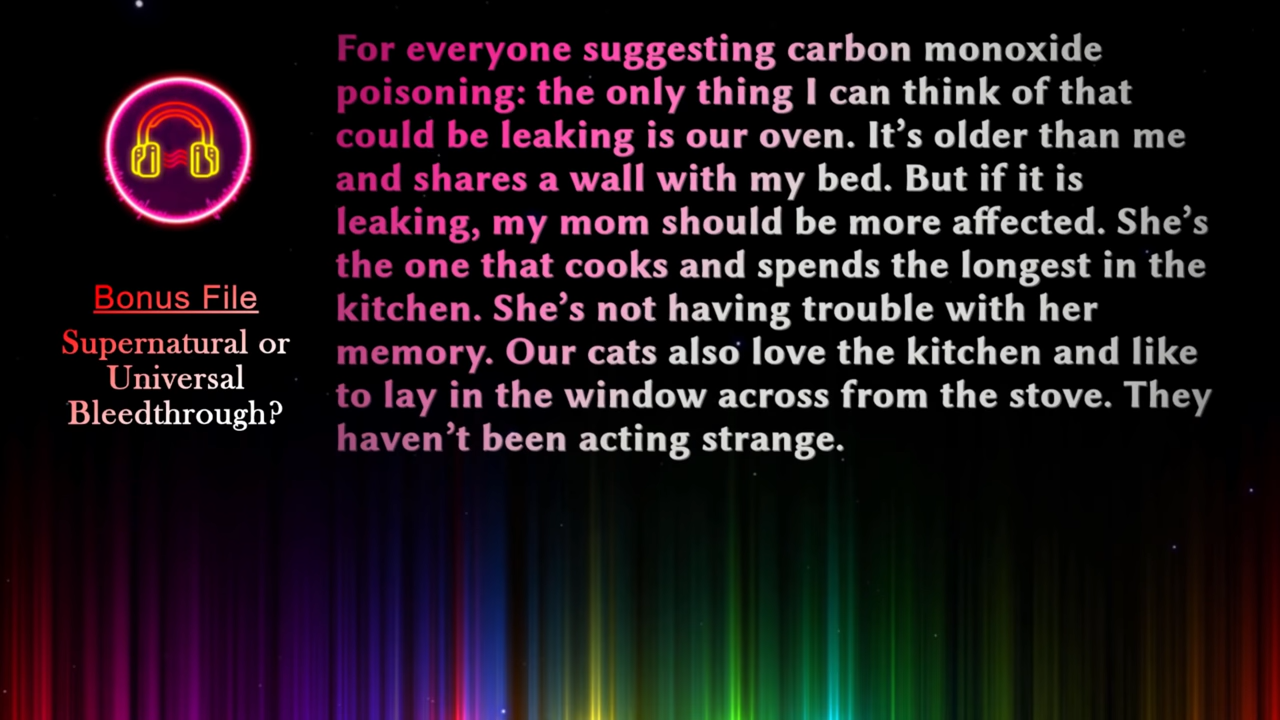 For everyone suggesting carbon monoxide
poisoning: the only thing I can think of that
could be leaking is our oven. It’s older than me
and shares a wall with my bed. But if it is
leaking, my mom should be more affected. She’s
the one that cooks and spends the longest in the
kitchen. She’s not having trouble with her
memory. Our cats also love the kitchen and like
to lay in the window across from the stove. They
haven’t been acting strange.
Bonus File
Supernatural or
Universal
Bleedthrough?